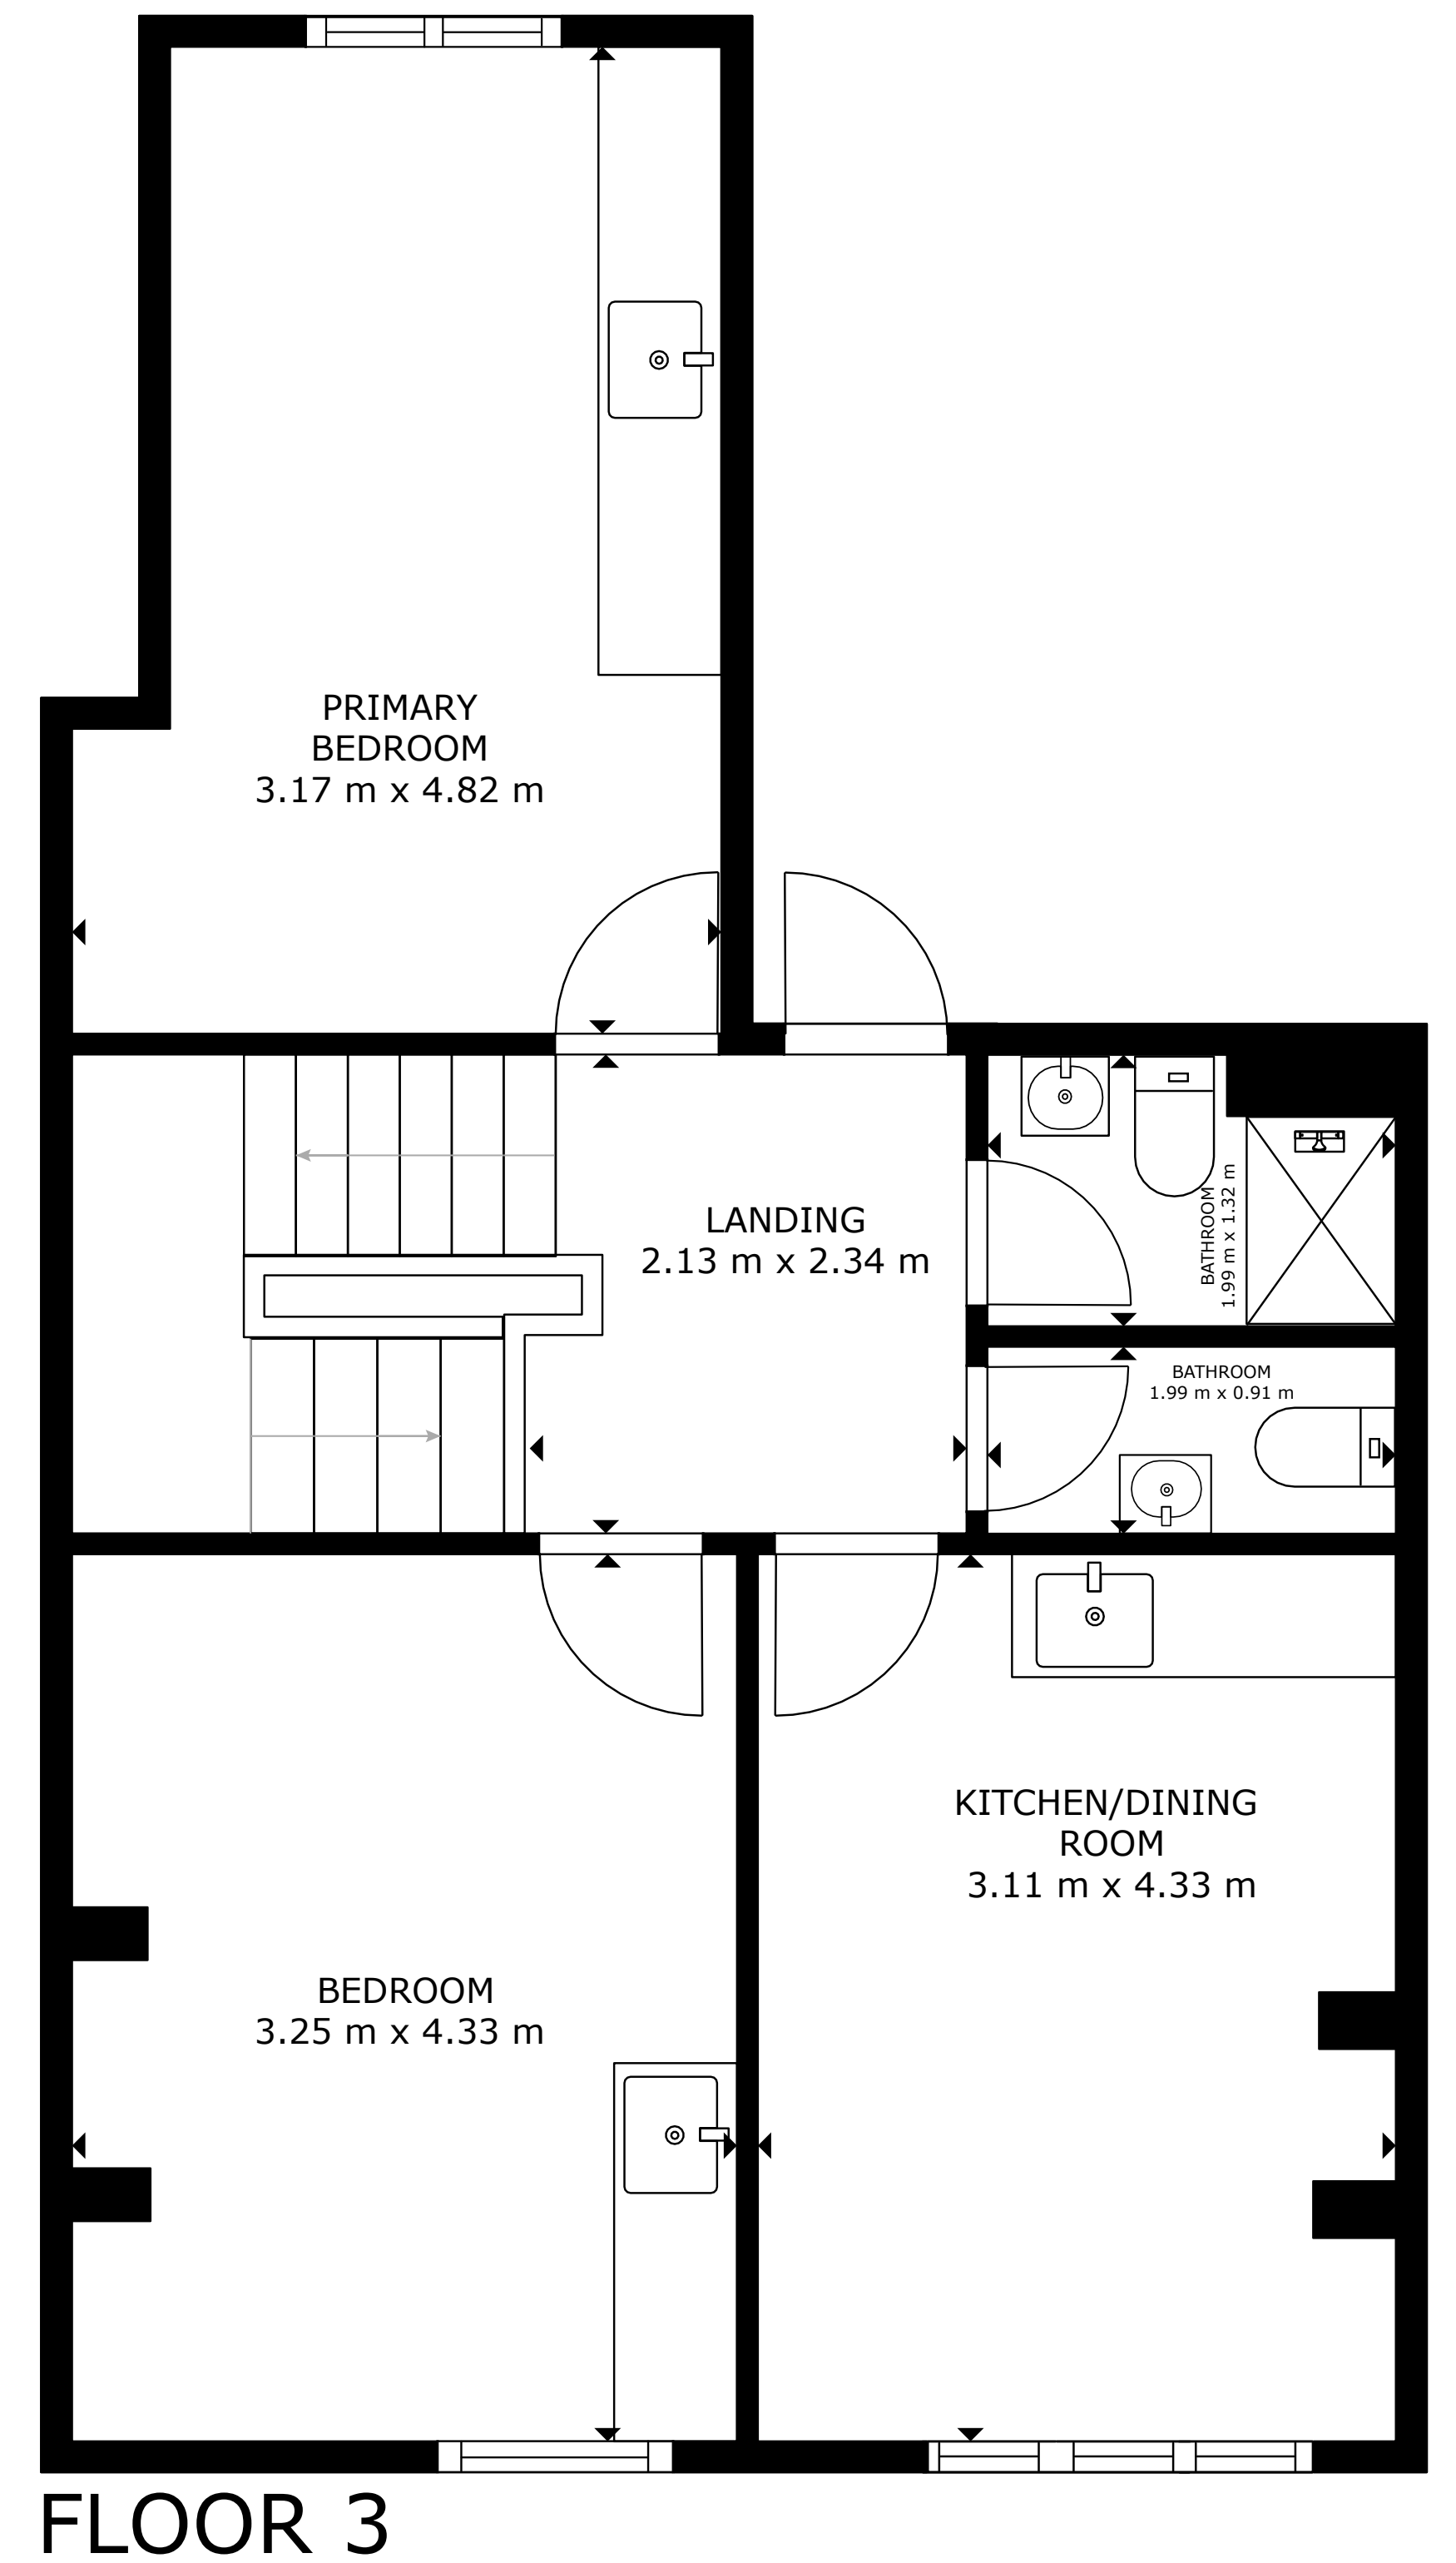 PRIMARY
BEDROOM
3.17 m x 4.82 m
LANDING
2.13 m x 2.34 m
BATHROOM
1.99 m x 1.32 m
BATHROOM
1.99 m x 0.91 m
KITCHEN/DINING
ROOM
3.11 m x 4.33 m
BEDROOM
3.25 m x 4.33 m
FLOOR 3